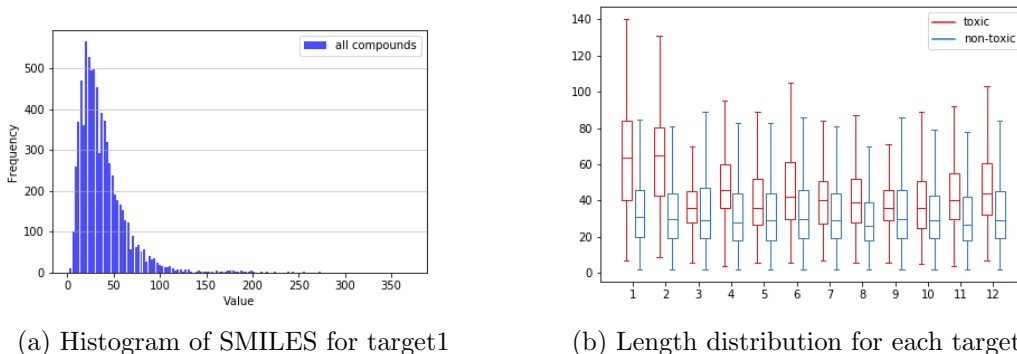 all compounds
500
400
300
200
100
0
Frequency
0 50 100 150 200 250 300 350
Value
(a) Histogram of SMILES for target1
toxic
non-toxic
140
120
100
80
60
40
20
0
1 2 3 4 5 6 7 8 9 10 11 12
(b) Length distribution for each target